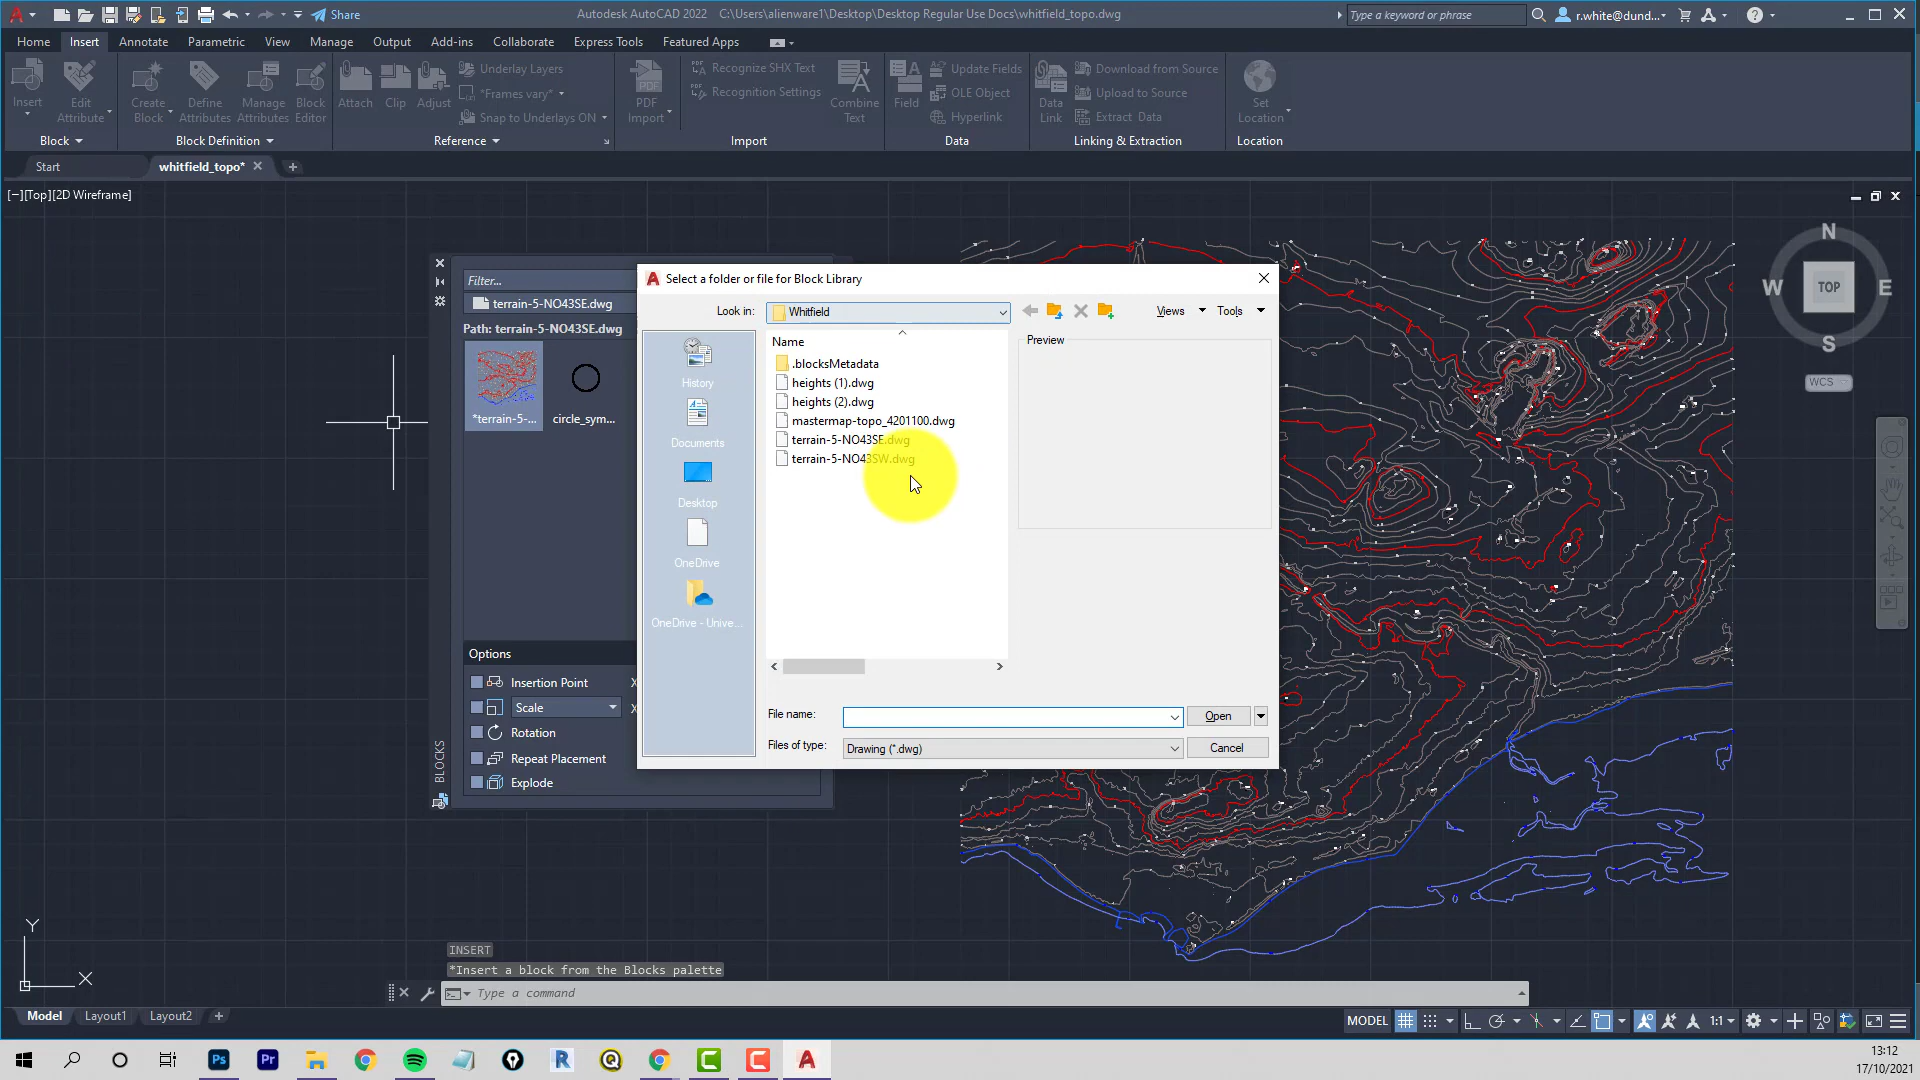 Share
Autodesk AutoCAD 2022 C:\Users\alienware1\Desktop\Desktop Regular Use Docs\whitfield_topo.dwg
Type a keyword or phrase
r.white@dund...
Home Insert Annotate Parametric View Manage Output Add-ins Collaborate Express Tools Featured Apps
Insert
Edit Attribute
Create Block
Define Attributes
Manage Attributes
Block Editor
Attach
Clip
Adjust
Underlay Layers
*Frames vary*
Snap to Underlays ON
PDF Import
Recognize SHX Text
Recognition Settings
Combine Text
Field
Update Fields
OLE Object
Hyperlink
Data Link
Download from Source
Upload to Source
Extract Data
Set Location
Block
Block Definition
Reference
Import
Data
Linking & Extraction
Location
Start
whitfield_topo*
[−][Top][2D Wireframe]
N
W
TOP
E
S
WCS
Filter...
terrain-5-NO43SE.dwg
Path: terrain-5-NO43SE.dwg
*terrain-5-...
circle_sym...
Options
Insertion Point
X
Scale
X
Rotation
Repeat Placement
Explode
BLOCKS
Select a folder or file for Block Library
Look in:
Whitfield
Views
Tools
History
Documents
Desktop
OneDrive
OneDrive - Unive...
Name
.blocksMetadata
heights (1).dwg
heights (2).dwg
mastermap-topo_4201100.dwg
terrain-5-NO43SE.dwg
terrain-5-NO43SW.dwg
Preview
File name:
Open
Files of type:
Drawing (*.dwg)
Cancel
Y
X
INSERT
*Insert a block from the Blocks palette
Type a command
Model
Layout1
Layout2
MODEL
1:1
Ps
Pr
R
13:12
17/10/2021